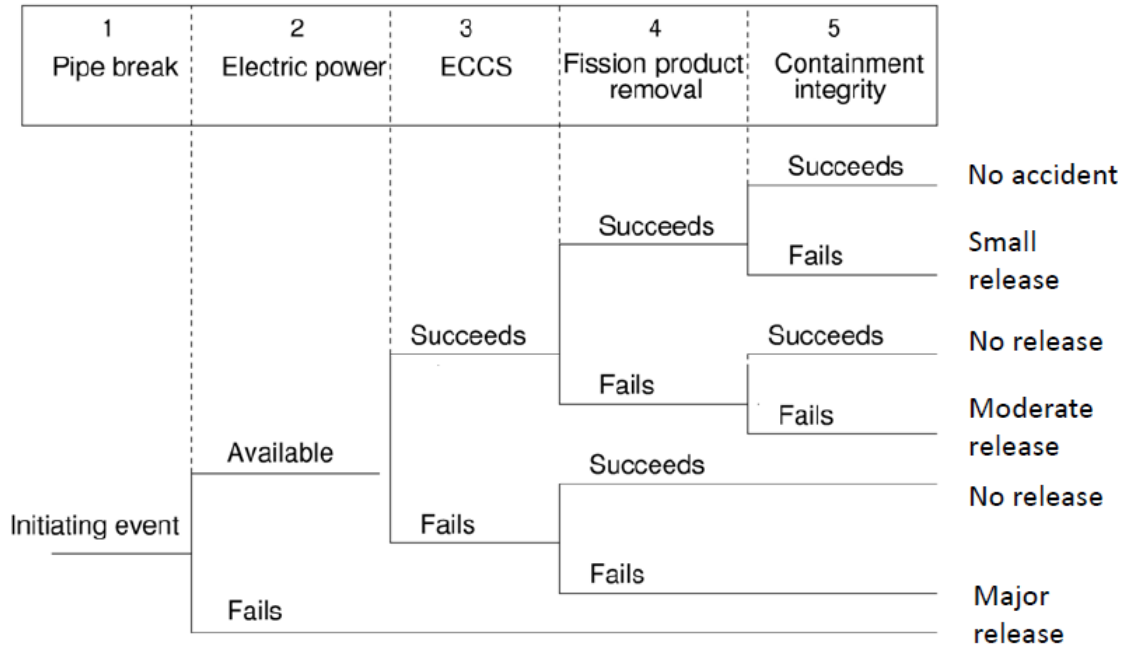 1 2 3 4 5
Pipe break Electric power ECCS Fission product Containment
removal integrity
Succeeds No accident
Succeeds Small
Fails release
Succeeds Succeeds No release
Fails Moderate
Fails release
Available Succeeds
No release
Initiating event Fails
Fails
Fails Major
release